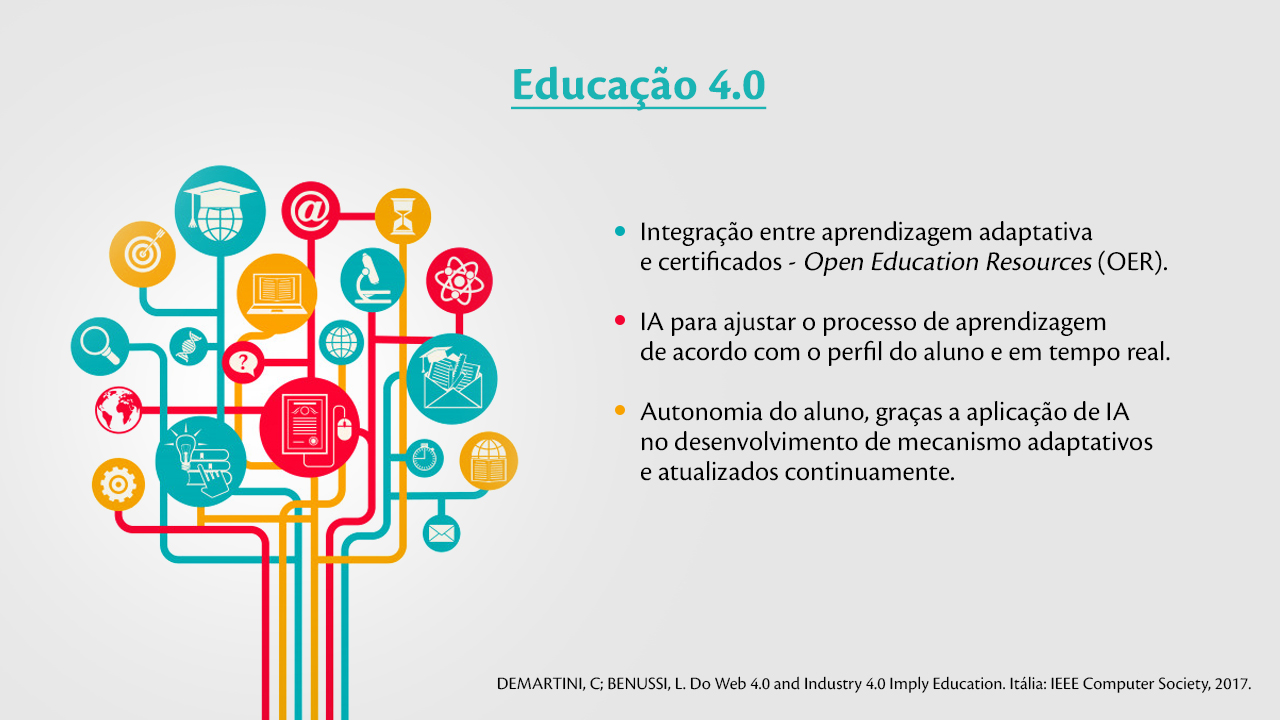 Educação 4.0
@
?
Integração entre aprendizagem adaptativa
e certificados - Open Education Resources (OER).
IA para ajustar o processo de aprendizagem
de acordo com o perfil do aluno e em tempo real.
Autonomia do aluno, graças a aplicação de IA
no desenvolvimento de mecanismo adaptativos
e atualizados continuamente.
DEMARTINI, C; BENUSSI, L. Do Web 4.0 and Industry 4.0 Imply Education. Itália: IEEE Computer Society, 2017.